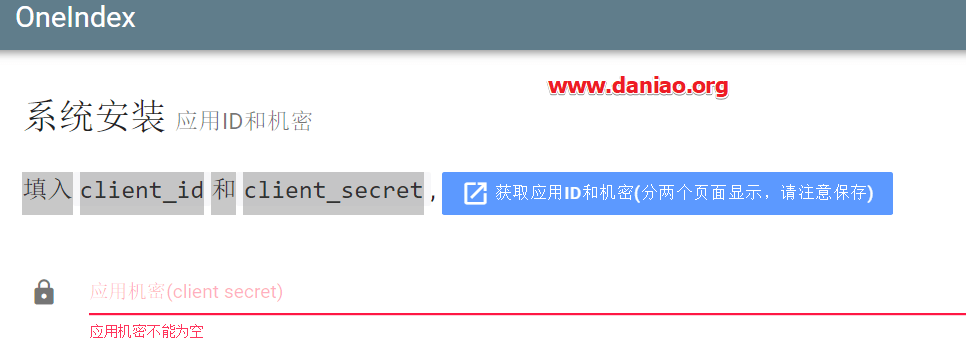 OneIndex
www.daniao.org
系统安装 应用ID和机密
填入 client_id 和 client_secret , 获取应用ID和机密(分两个页面显示，请注意保存)
应用机密(client secret)
应用机密不能为空